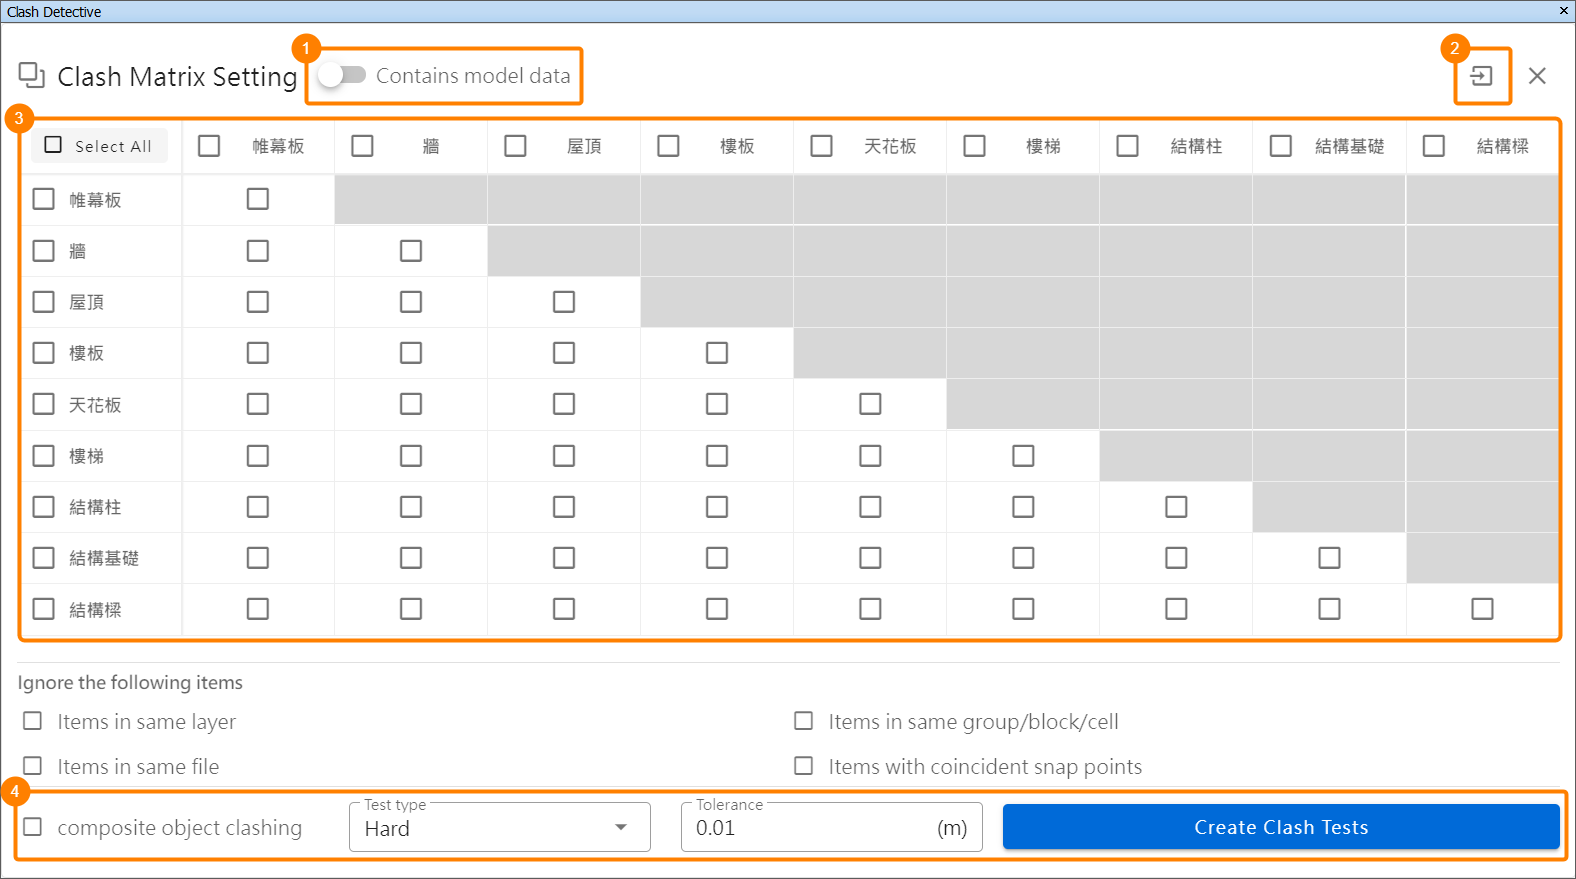 Clash Detective
1
2
Clash Matrix Setting
Contains model data
3
Select All 帷幕板 牆 屋頂 樓板 天花板 樓梯 結構柱 結構基礎 結構樑
帷幕板
牆
屋頂
樓板
天花板
樓梯
結構柱
結構基礎
結構樑
Ignore the following items
Items in same layer
Items in same group/block/cell
Items in same file
Items with coincident snap points
4
composite object clashing
Test type
Hard
Tolerance
0.01 (m)
Create Clash Tests